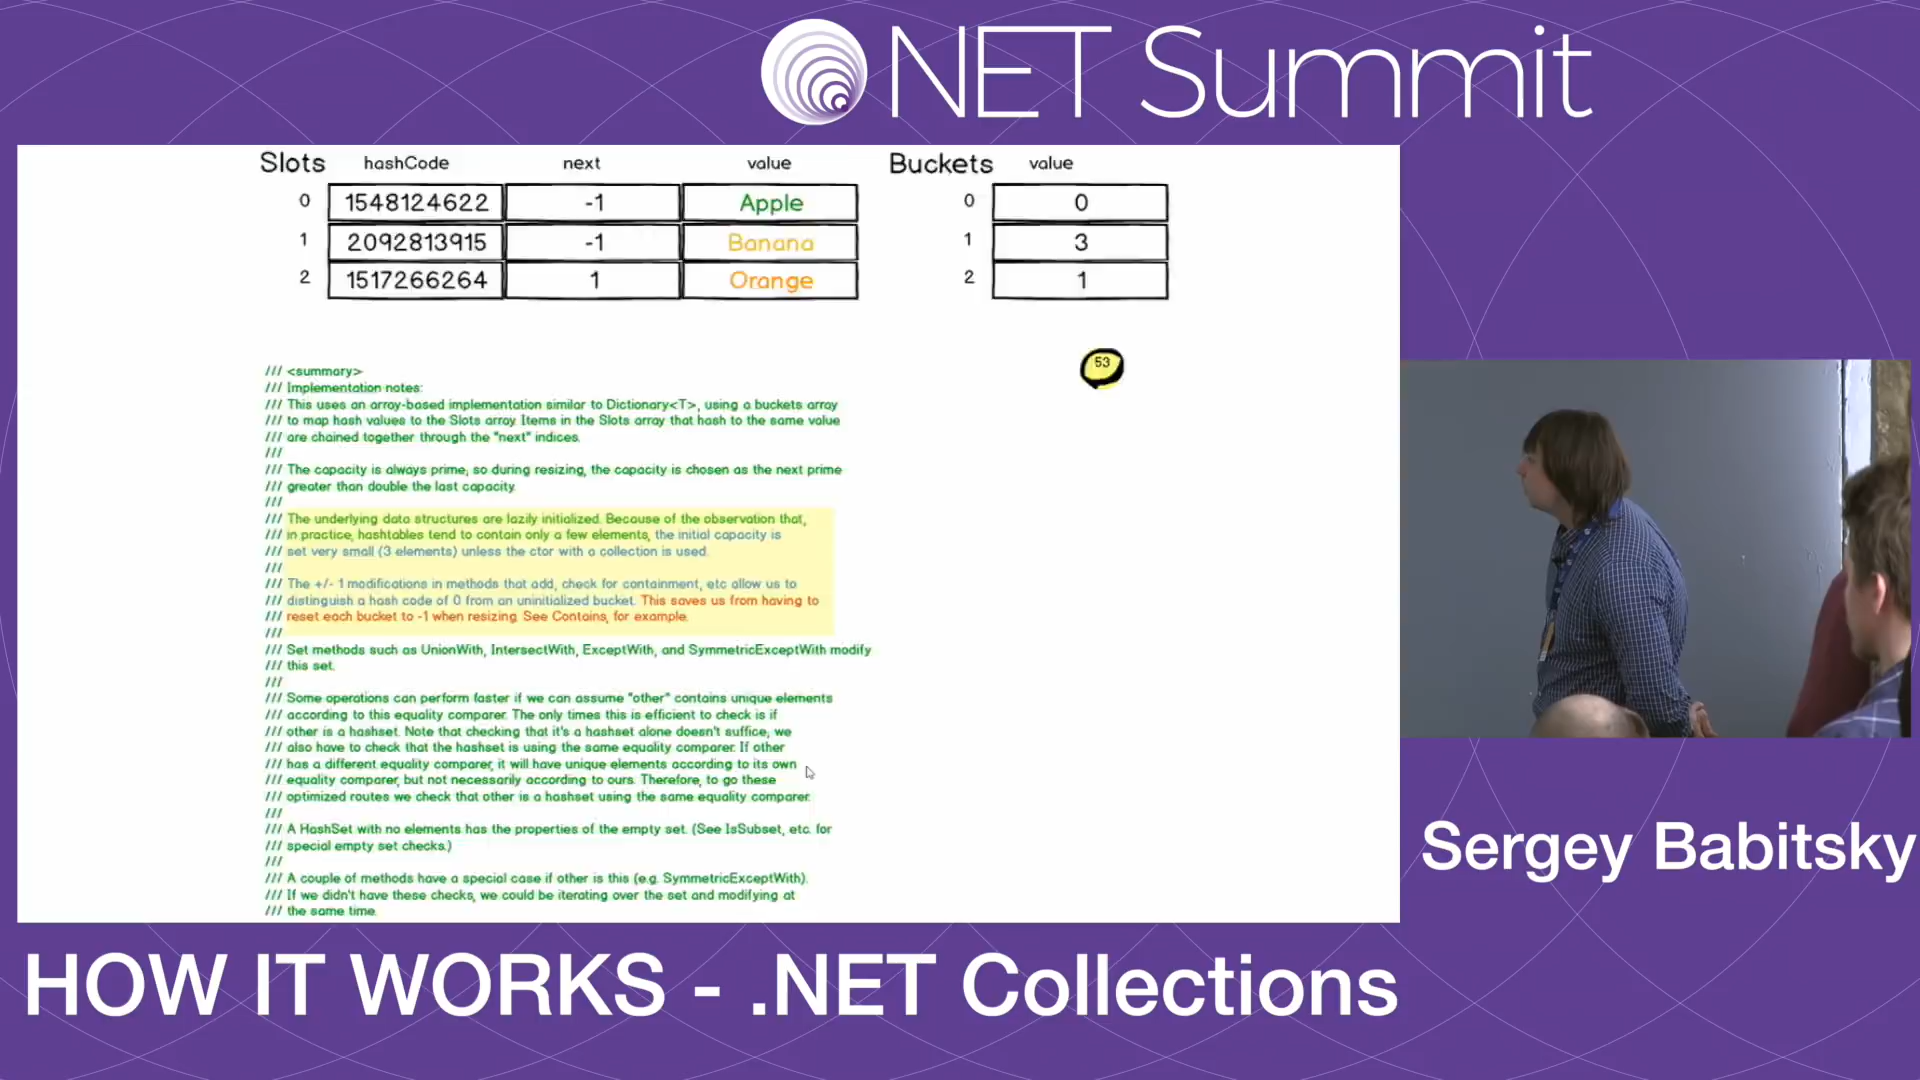 NET Summit
Slots hashCode next value
0 1548124622 -1 Apple
1 2092813915 -1 Banana
2 1517266264 1 Orange
Buckets value
0 0
1 3
2 1
53
/// <summary>
/// Implementation notes:
/// This uses an array-based implementation similar to Dictionary<T>, using a buckets array
/// to map hash values to the Slots array. Items in the Slots array that hash to the same value
/// are chained together through the "next" indices.
///
/// The capacity is always prime; so during resizing, the capacity is chosen as the next prime
/// greater than double the last capacity.
///
/// The underlying data structures are lazily initialized. Because of the observation that,
/// in practice, hashtables tend to contain only a few elements, the initial capacity is
/// set very small (3 elements) unless the ctor with a collection is used.
///
/// The +/- 1 modifications in methods that add, check for containment, etc allow us to
/// distinguish a hash code of 0 from an uninitialized bucket. This saves us from having to
/// reset each bucket to -1 when resizing. See Contains, for example.
///
/// Set methods such as UnionWith, IntersectWith, ExceptWith, and SymmetricExceptWith modify
/// this set.
///
/// Some operations can perform faster if we can assume "other" contains unique elements
/// according to this equality comparer. The only times this is efficient to check is if
/// other is a hashset. Note that checking that it's a hashset alone doesn't suffice; we
/// also have to check that the hashset is using the same equality comparer. If other
/// has a different equality comparer, it will have unique elements according to its own
/// equality comparer, but not necessarily according to ours. Therefore, to go these
/// optimized routes we check that other is a hashset using the same equality comparer.
///
/// A HashSet with no elements has the properties of the empty set. (See IsSubset, etc. for
/// special empty set checks.)
///
/// A couple of methods have a special case if other is this (e.g. SymmetricExceptWith).
/// If we didn't have these checks, we could be iterating over the set and modifying at
/// the same time.
Sergey Babitsky
HOW IT WORKS - .NET Collections